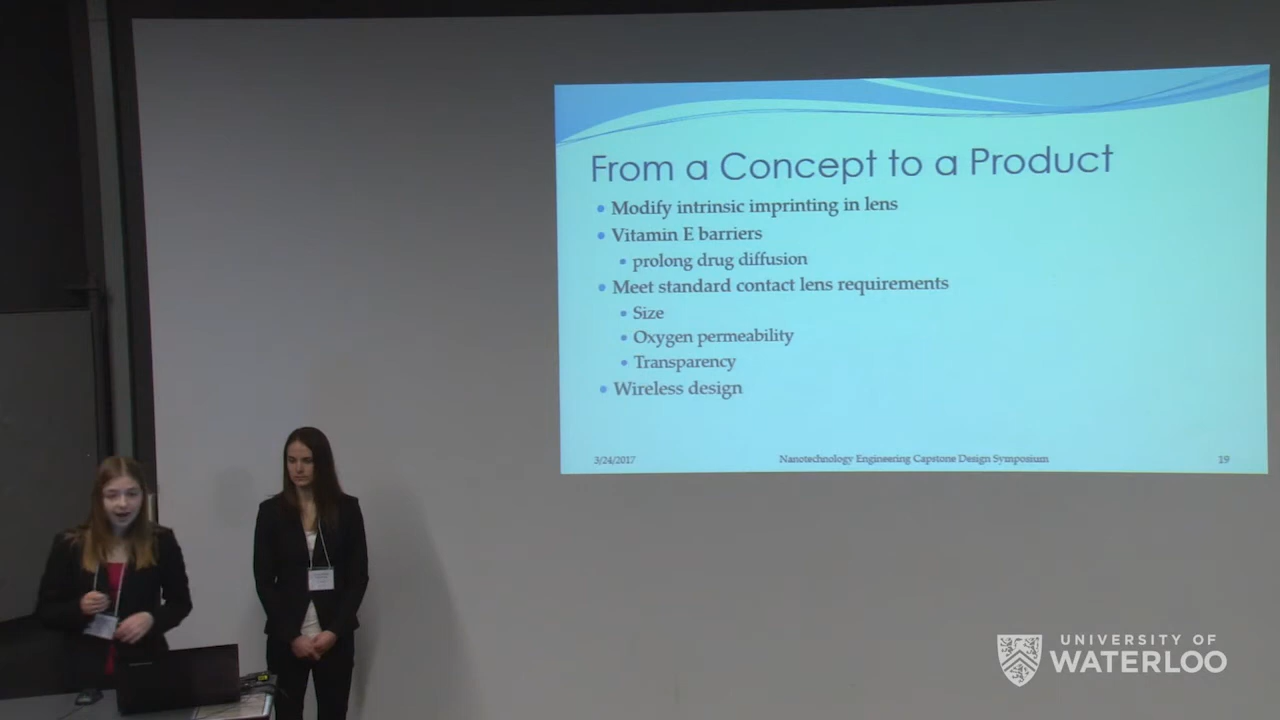 From a Concept to a Product
• Modify intrinsic imprinting in lens
• Vitamin E barriers
• prolong drug diffusion
• Meet standard contact lens requirements
• Size
• Oxygen permeability
• Transparency
• Wireless design
3/24/2017 Nanotechnology Engineering Capstone Design Symposium 19
UNIVERSITY OF
WATERLOO